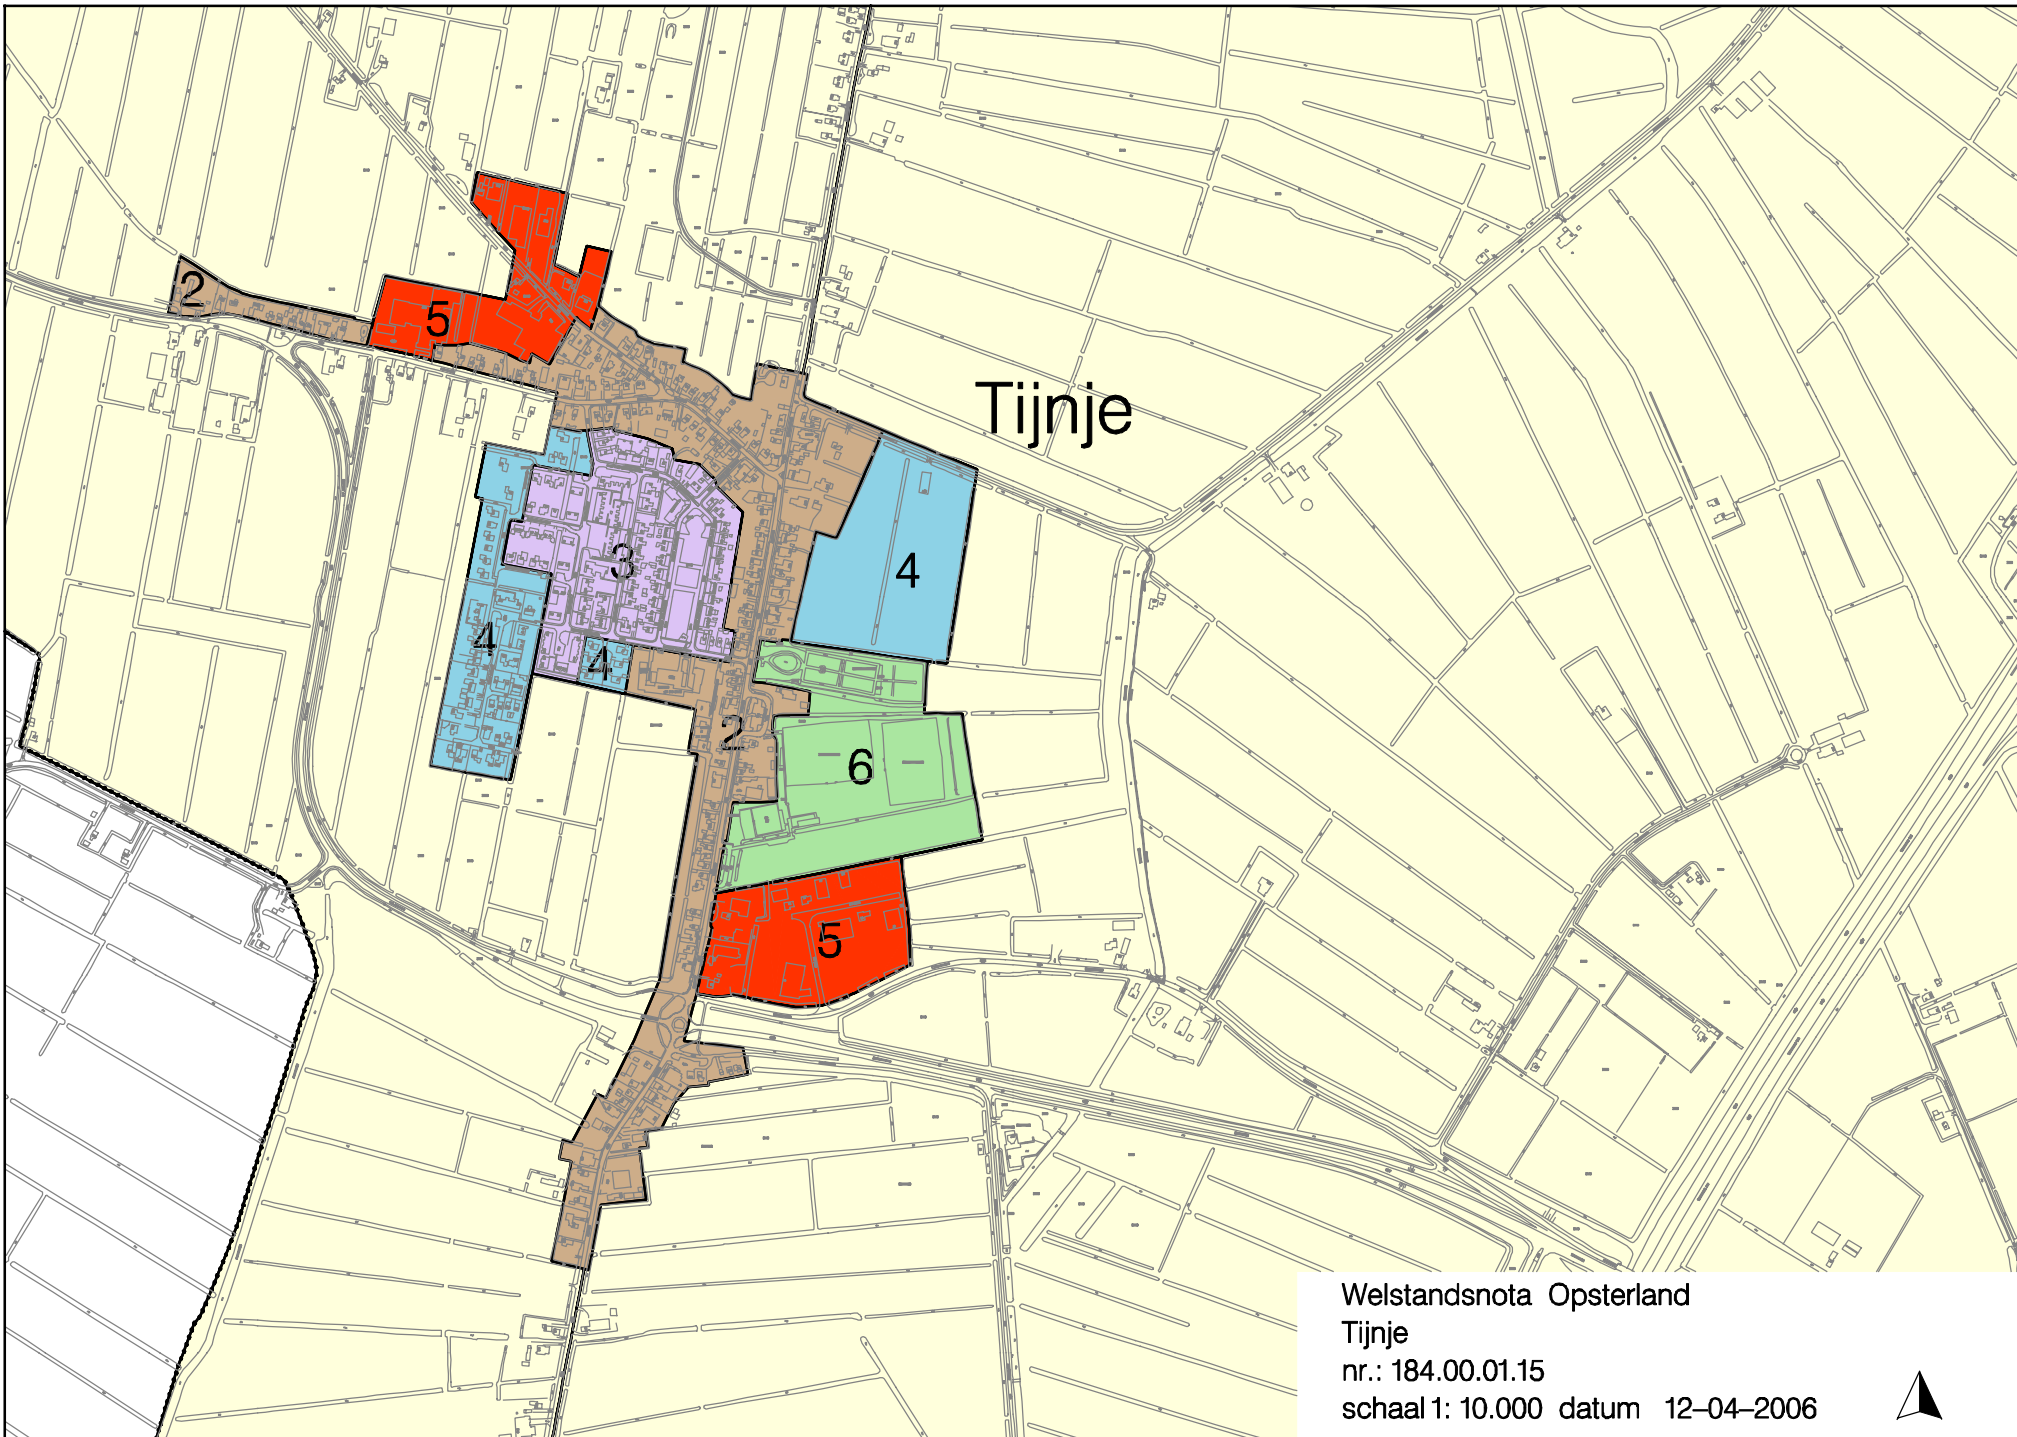 2
5
Tijnje
3
4
4
4
2
6
5
Welstandsnota Opsterland
Tijnje
nr.: 184.00.01.15
schaal 1: 10.000 datum 12-04-2006